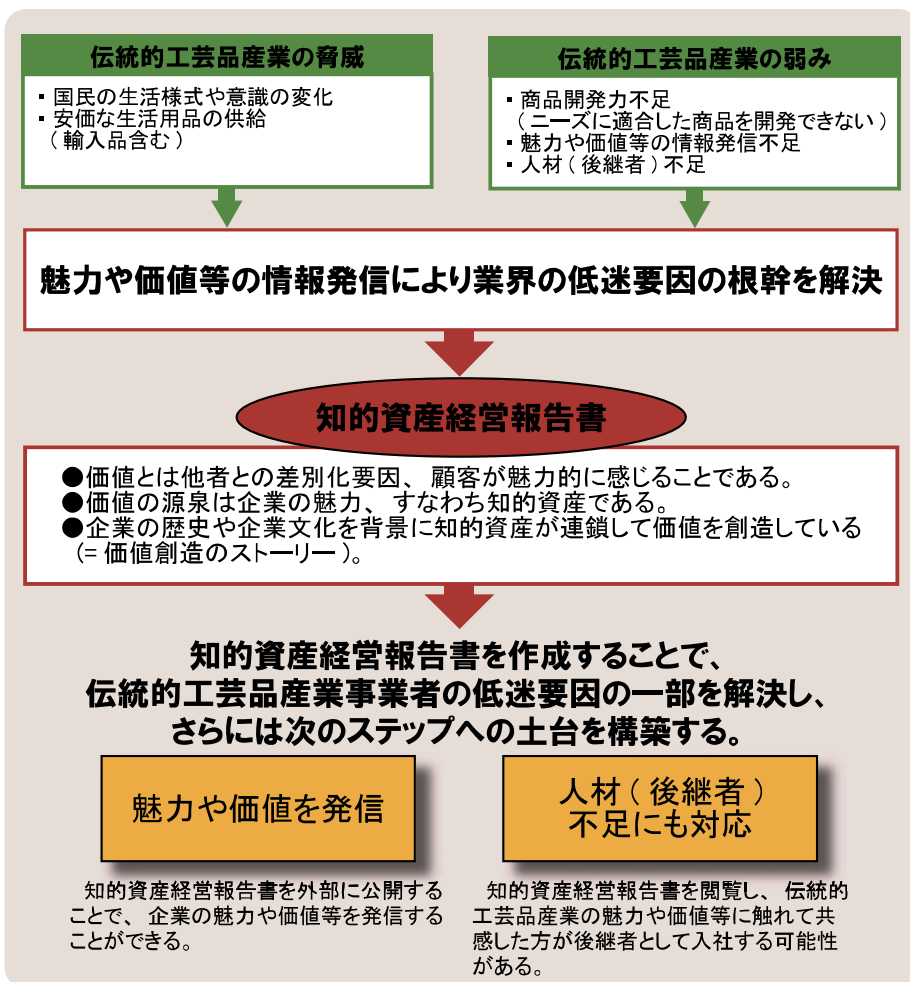 伝統的工芸品産業の脅威
・国民の生活様式や意識の変化
・安価な生活用品の供給
(輸入品含む)
伝統的工芸品産業の弱み
・商品開発力不足
(ニーズに適合した商品を開発できない)
・魅力や価値等の情報発信不足
・人材(後継者)不足
魅力や価値等の情報発信により業界の低迷要因の根幹を解決
知的資産経営報告書
●価値とは他者との差別化要因、顧客が魅力的に感じることである。
●価値の源泉は企業の魅力、すなわち知的資産である。
●企業の歴史や企業文化を背景に知的資産が連鎖して価値を創造している
(=価値創造のストーリー)。
知的資産経営報告書を作成することで、
伝統的工芸品産業事業者の低迷要因の一部を解決し、
さらには次のステップへの土台を構築する。
魅力や価値を発信
知的資産経営報告書を外部に公開する
ことで、企業の魅力や価値等を発信する
ことができる。
人材(後継者)
不足にも対応
知的資産経営報告書を閲覧し、伝統的
工芸品産業の魅力や価値等に触れて共
感した方が後継者として入社する可能性
がある。